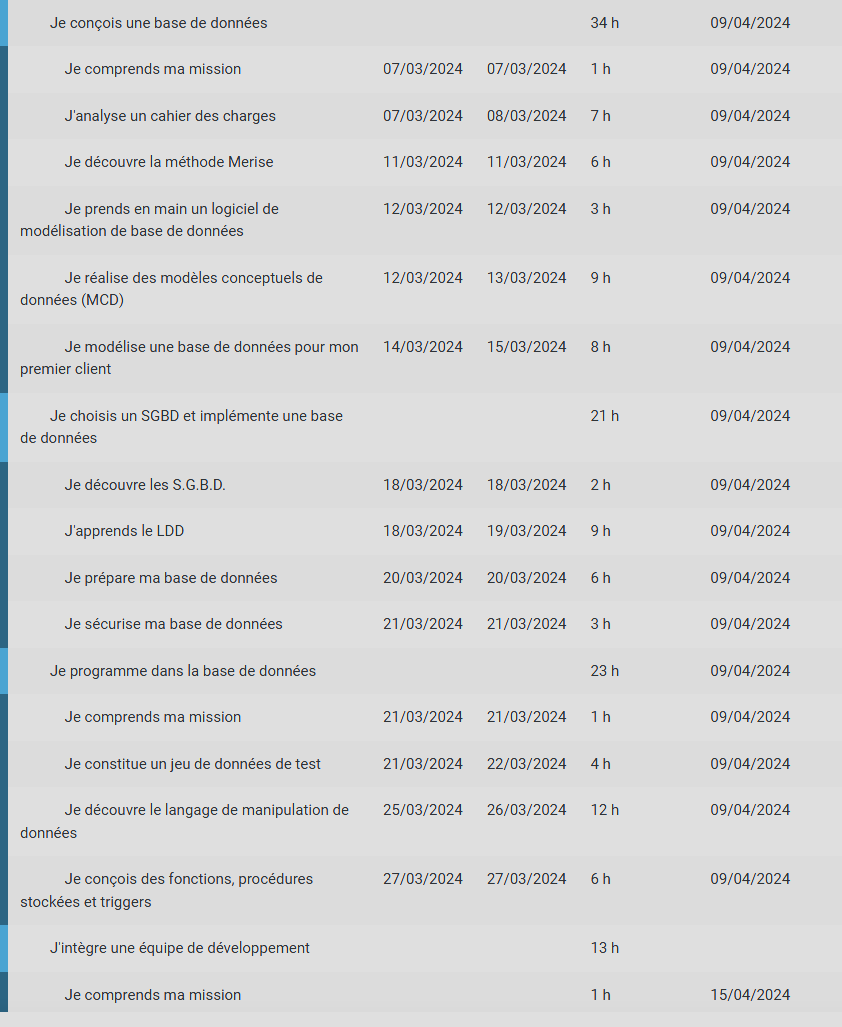 Je conçois une base de données 34 h 09/04/2024
Je comprends ma mission 07/03/2024 07/03/2024 1 h 09/04/2024
J'analyse un cahier des charges 07/03/2024 08/03/2024 7 h 09/04/2024
Je découvre la méthode Merise 11/03/2024 11/03/2024 6 h 09/04/2024
Je prends en main un logiciel de 12/03/2024 12/03/2024 3 h 09/04/2024
modélisation de base de données
Je réalise des modèles conceptuels de 12/03/2024 13/03/2024 9 h 09/04/2024
données (MCD)
Je modélise une base de données pour mon 14/03/2024 15/03/2024 8 h 09/04/2024
premier client
Je choisis un SGBD et implémente une base 21 h 09/04/2024
de données
Je découvre les S.G.B.D. 18/03/2024 18/03/2024 2 h 09/04/2024
J'apprends le LDD 18/03/2024 19/03/2024 9 h 09/04/2024
Je prépare ma base de données 20/03/2024 20/03/2024 6 h 09/04/2024
Je sécurise ma base de données 21/03/2024 21/03/2024 3 h 09/04/2024
Je programme dans la base de données 23 h 09/04/2024
Je comprends ma mission 21/03/2024 21/03/2024 1 h 09/04/2024
Je constitue un jeu de données de test 21/03/2024 22/03/2024 4 h 09/04/2024
Je découvre le langage de manipulation de 25/03/2024 26/03/2024 12 h 09/04/2024
données
Je conçois des fonctions, procédures 27/03/2024 27/03/2024 6 h 09/04/2024
stockées et triggers
J'intègre une équipe de développement 13 h
Je comprends ma mission 1 h 15/04/2024